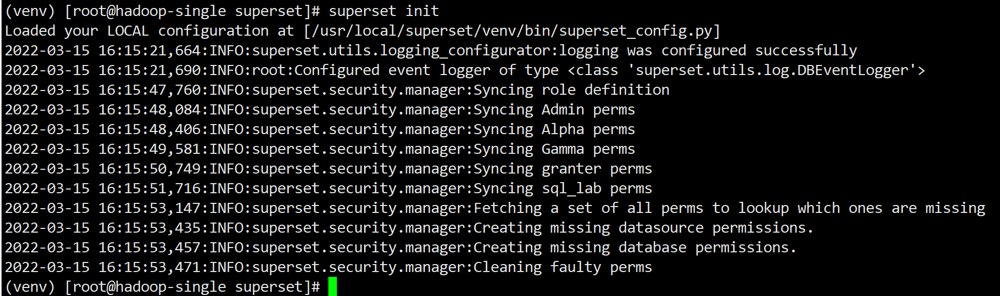 (venv) [root@hadoop-single superset]# superset init
Loaded your LOCAL configuration at [/usr/local/superset/venv/bin/superset_config.py]
2022-03-15 16:15:21,664:INFO:superset.utils.logging_configurator:logging was configured successfully
2022-03-15 16:15:21,690:INFO:root:Configured event logger of type <class 'superset.utils.log.DBEventLogger'>
2022-03-15 16:15:47,760:INFO:superset.security.manager:Syncing role definition
2022-03-15 16:15:48,084:INFO:superset.security.manager:Syncing Admin perms
2022-03-15 16:15:48,406:INFO:superset.security.manager:Syncing Alpha perms
2022-03-15 16:15:49,581:INFO:superset.security.manager:Syncing Gamma perms
2022-03-15 16:15:50,749:INFO:superset.security.manager:Syncing granter perms
2022-03-15 16:15:51,716:INFO:superset.security.manager:Syncing sql_lab perms
2022-03-15 16:15:53,147:INFO:superset.security.manager:Fetching a set of all perms to lookup which ones are missing
2022-03-15 16:15:53,435:INFO:superset.security.manager:Creating missing datasource permissions.
2022-03-15 16:15:53,457:INFO:superset.security.manager:Creating missing database permissions.
2022-03-15 16:15:53,471:INFO:superset.security.manager:Cleaning faulty perms
(venv) [root@hadoop-single superset]#